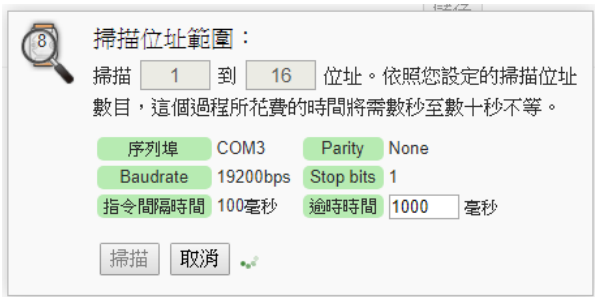 儲存
8
掃描位址範圍：
掃描 1 到 16 位址。依照您設定的掃描位址
數目，這個過程所花費的時間將需數秒至數十秒不等。
序列埠 COM3 Parity None
Baudrate 19200bps Stop bits 1
指令間隔時間 100毫秒 逾時時間 1000 毫秒
掃描 取消